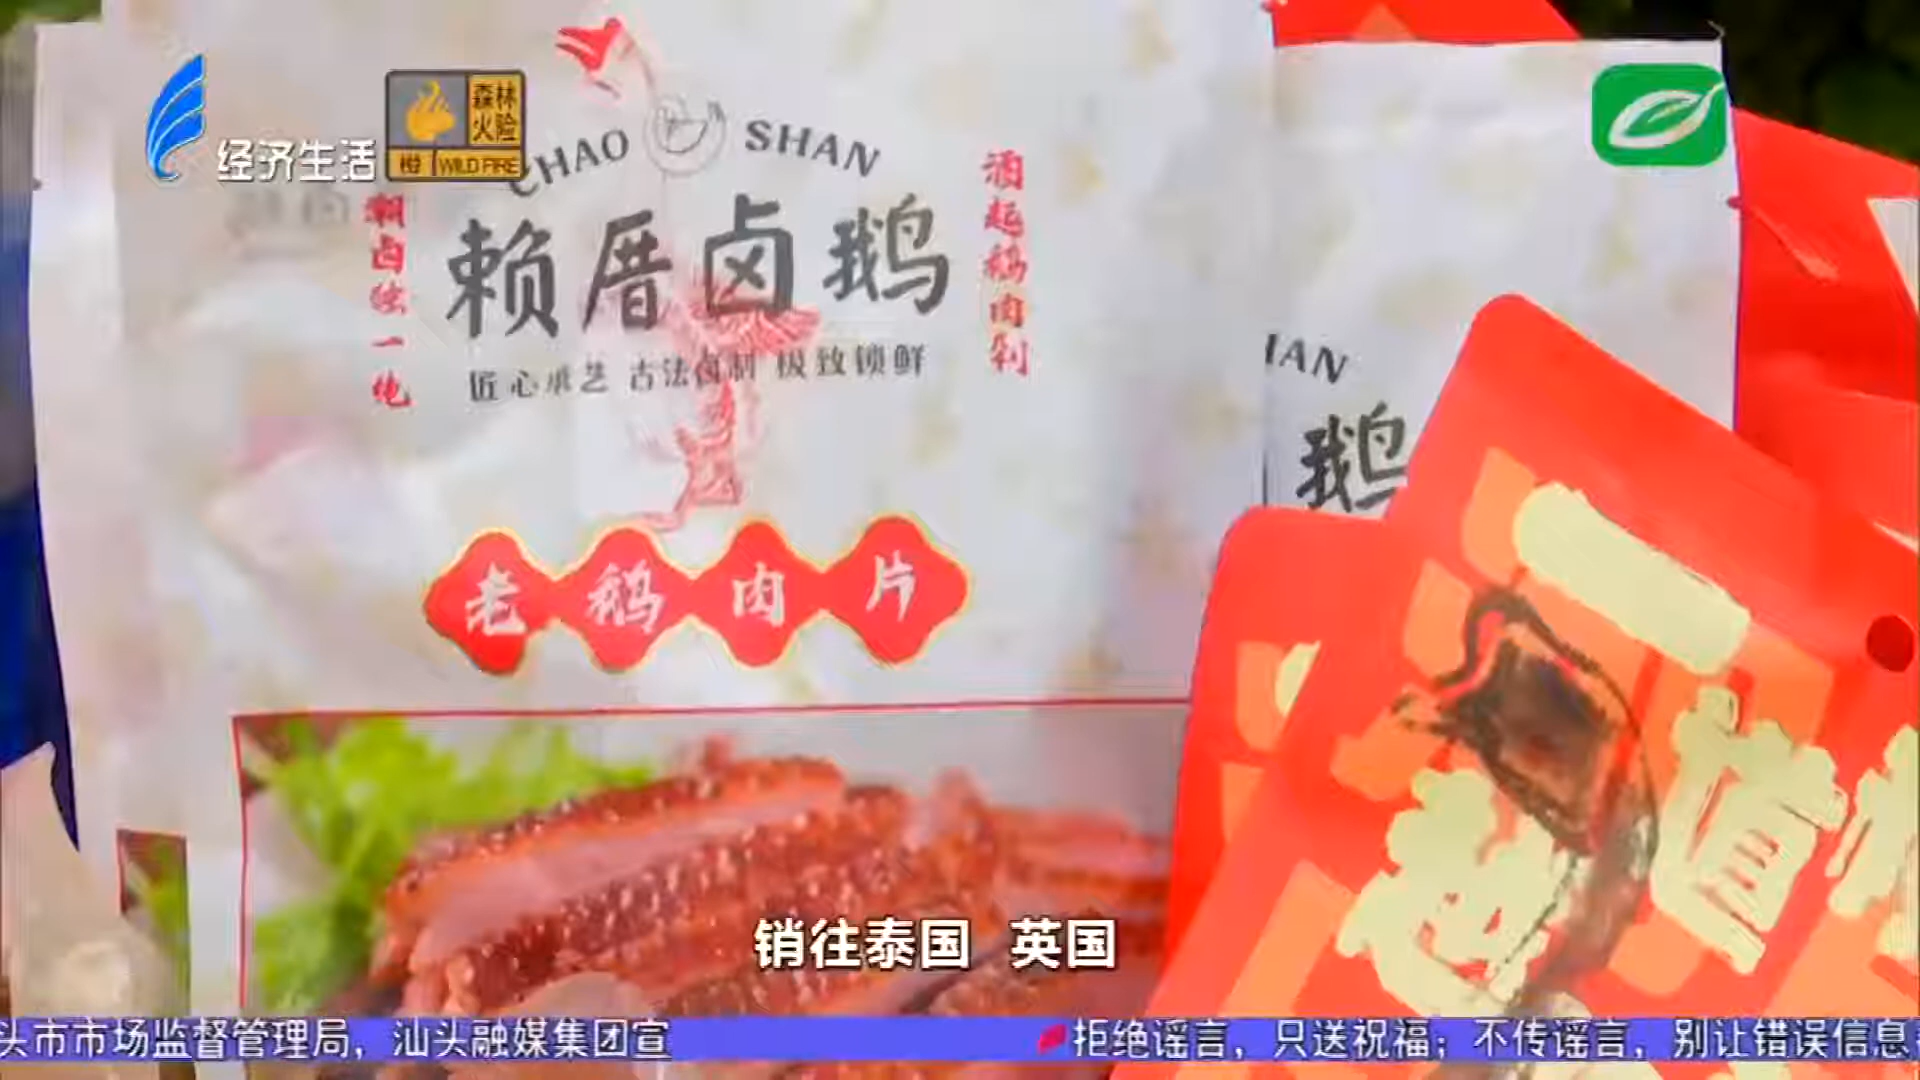 经济生活
森林
火险
橙 WILD FIRE
CHAO SHAN
潮卤独一绝
赖厝卤鹅
酒起鹅肉剁
匠心承艺 古法卤制 极致锁鲜
老鹅肉片
鹅
值
销往泰国 英国
头市市场监督管理局，汕头融媒集团宣
拒绝谣言，只送祝福；不传谣言，别让错误信息